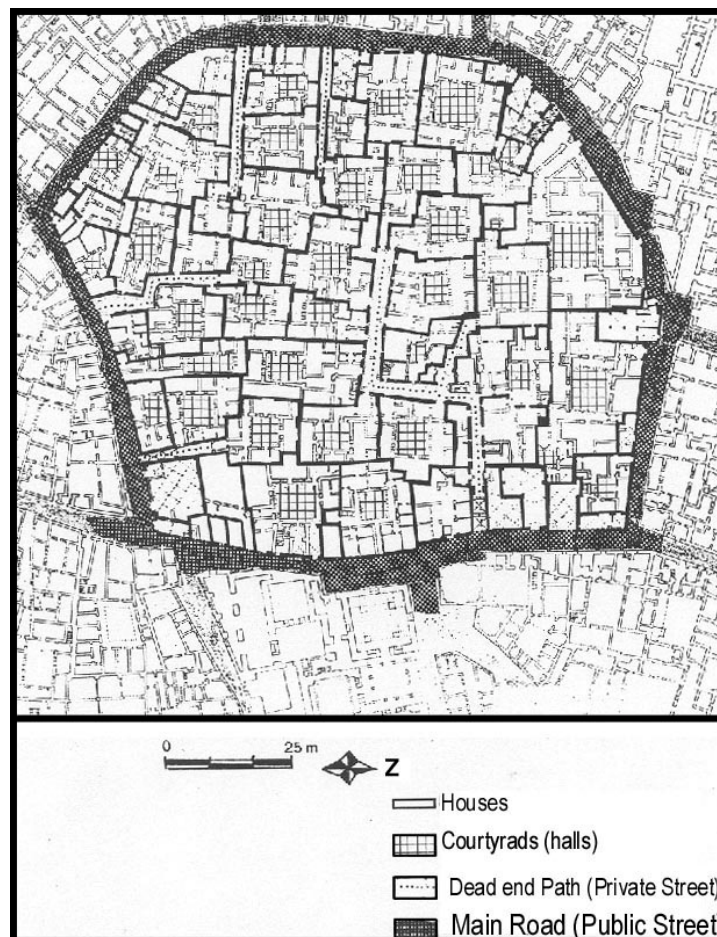 0 25 m
Z
Houses
Courtyrads (halls)
Dead end Path (Private Street)
Main Road (Public Street